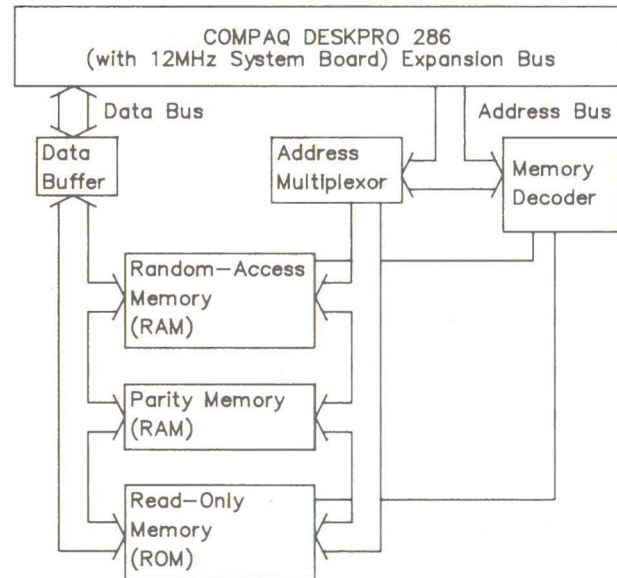 COMPAQ DESKPRO 286
(with 12MHz System Board) Expansion Bus
Data Bus
Address Bus
Data
Buffer
Address
Multiplexor
Memory
Decoder
Random-Access
Memory
(RAM)
Parity Memory
(RAM)
Read-Only
Memory
(ROM)